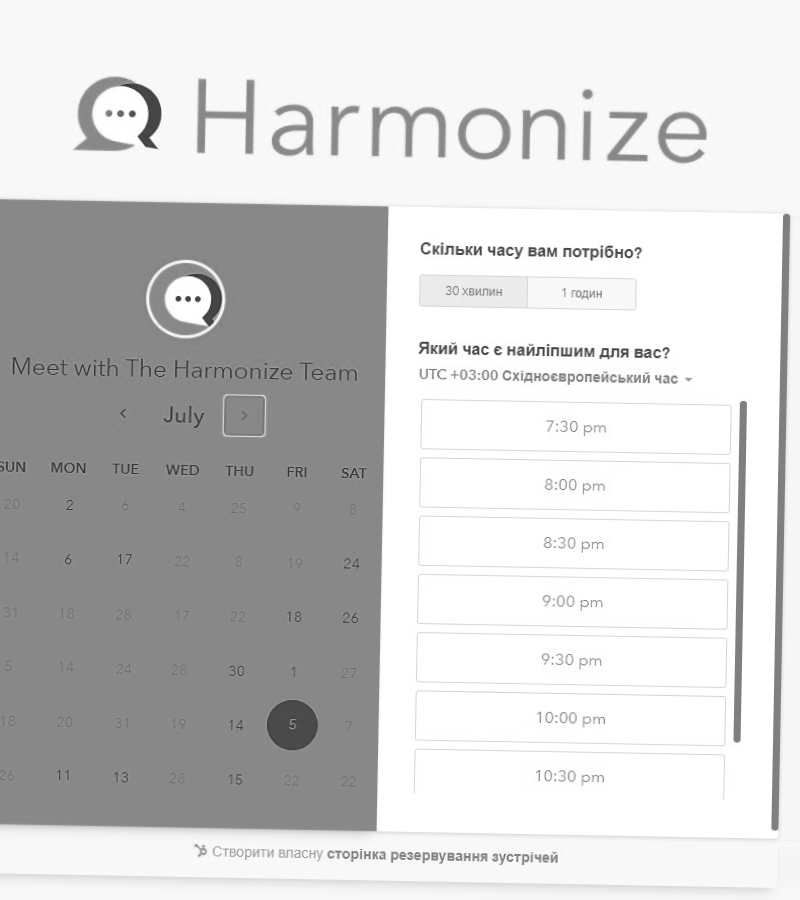 Harmonize
Meet with The Harmonize Team
July
SUN MON TUE WED THU FRI SAT
20 2 6 4 25 9 8
14 6 17 22 8 19 24
31 18 28 17 22 18 26
5 14 24 28 30 1 27
18 20 31 19 14 5 7
26 11 13 28 15 22 22
Скільки часу вам потрібно?
30 хвилин 1 годин
Який час є найліпшим для вас?
UTC +03:00 Східноєвропейський час
7:30 pm
8:00 pm
8:30 pm
9:00 pm
9:30 pm
10:00 pm
10:30 pm
Створити власну сторінка резервування зустрічей